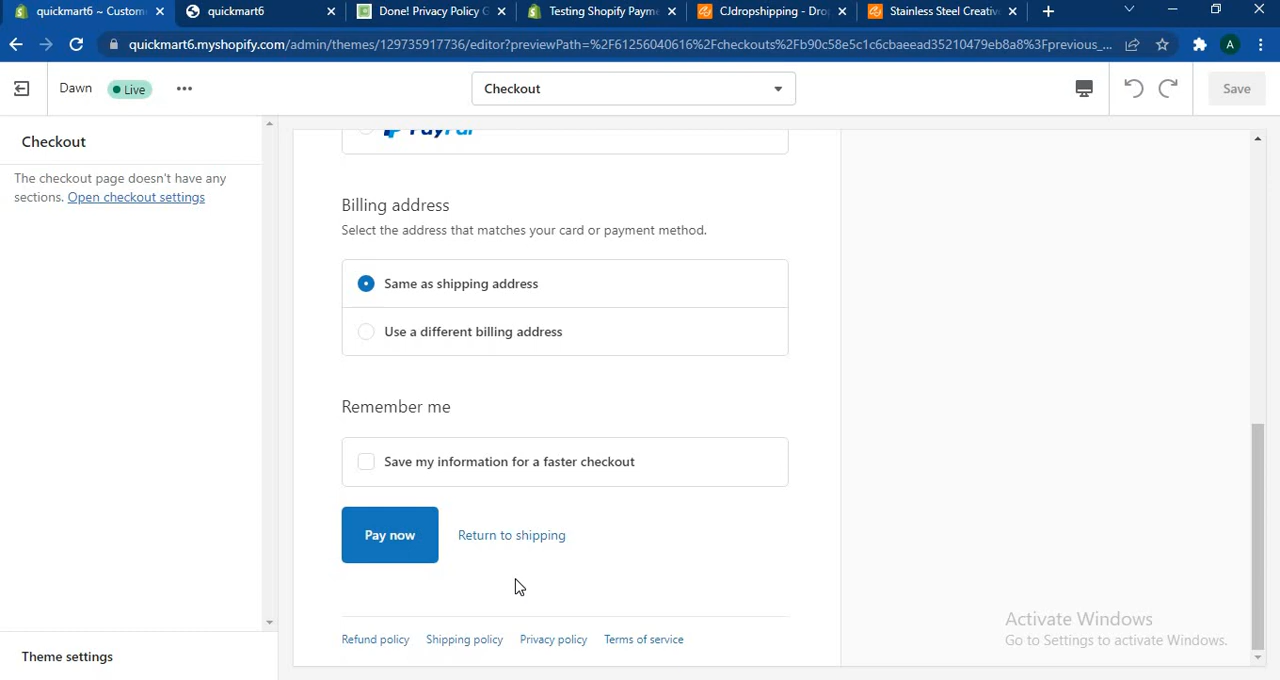 quickmart6 ~ Custom
quickmart6
Done! Privacy Policy G
Testing Shopify Payme
CJdropshipping - Drop
Stainless Steel Creative
quickmart6.myshopify.com/admin/themes/129735917736/editor?previewPath=%2F61256040616%2Fcheckouts%2Fb90c58e5c1c6cbaeead35210479eb8a8%3Fprevious_...
A
Dawn
Live
Checkout
Save
Checkout
The checkout page doesn't have any
sections. Open checkout settings
PayPal
Billing address
Select the address that matches your card or payment method.
Same as shipping address
Use a different billing address
Remember me
Save my information for a faster checkout
Pay now
Return to shipping
Refund policy
Shipping policy
Privacy policy
Terms of service
Activate Windows
Go to Settings to activate Windows.
Theme settings